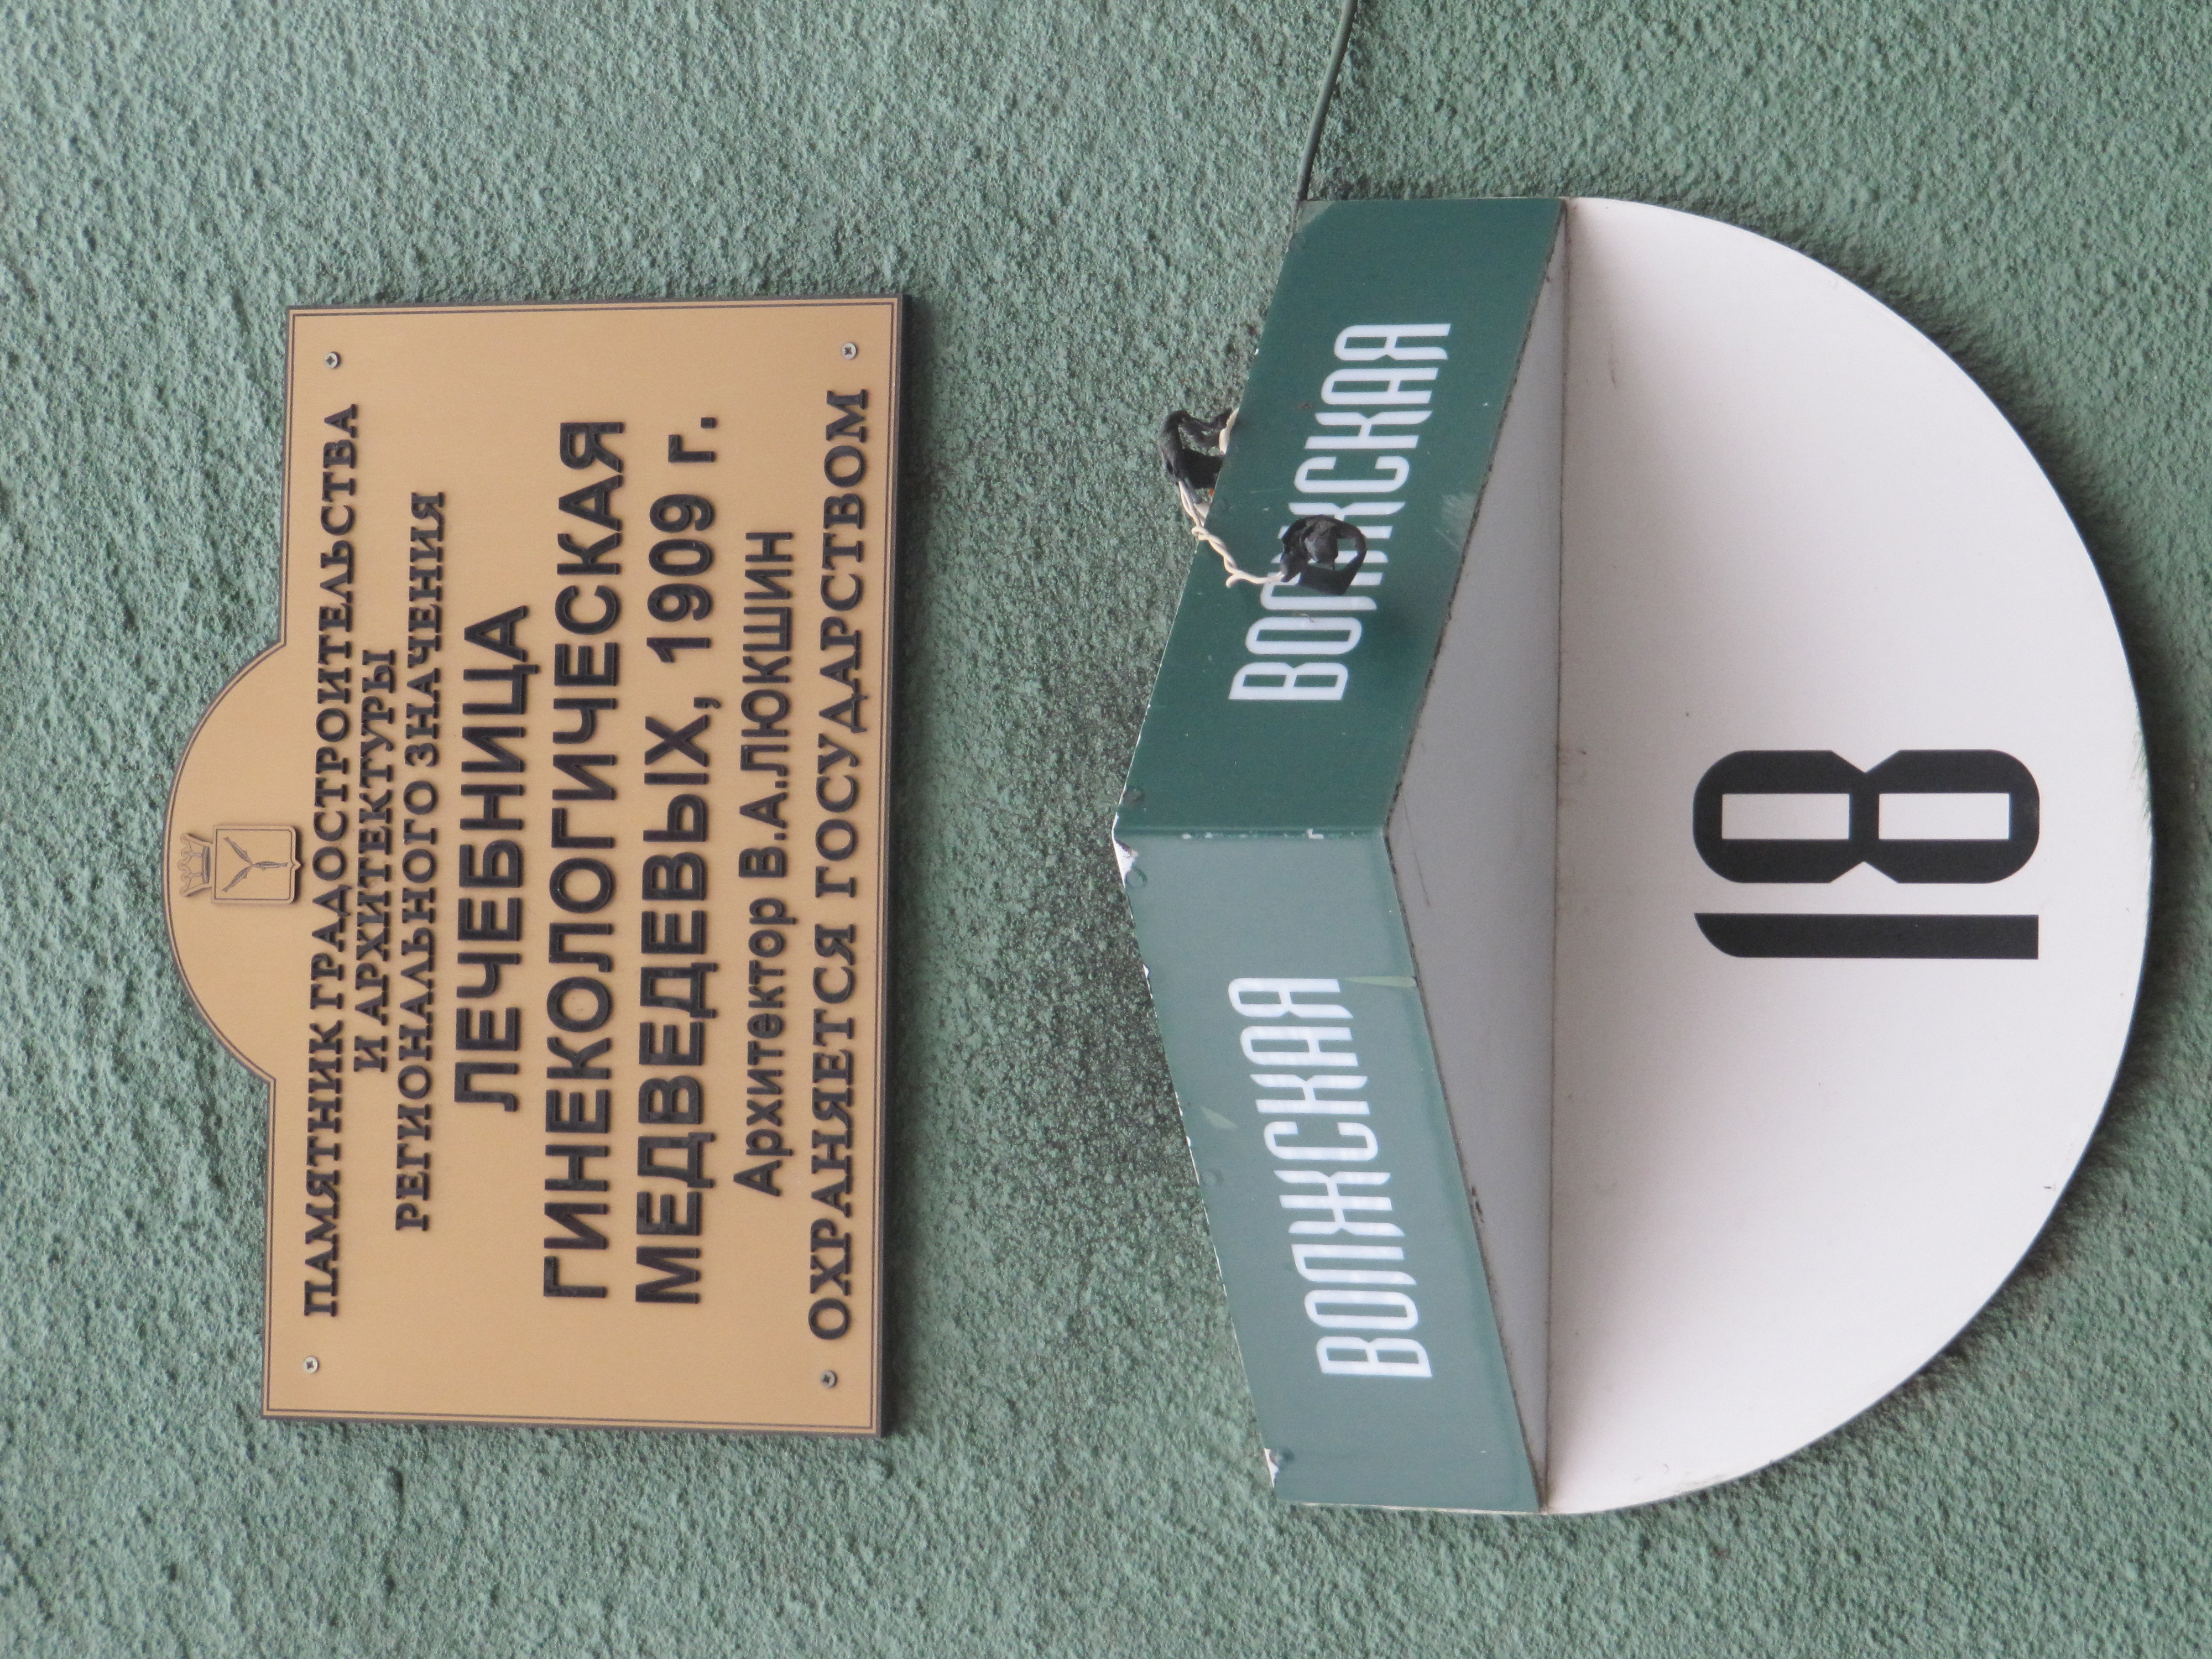 ПАМЯТНИК ГРАДОСТРОИТЕЛЬСТВА
И АРХИТЕКТУРЫ
РЕГИОНАЛЬНОГО ЗНАЧЕНИЯ
ЛЕЧЕБНИЦА
ГИНЕКОЛОГИЧЕСКАЯ
МЕДВЕДЕВЫХ, 1909 г.
Архитектор В.А.ЛЮКШИН
ОХРАНЯЕТСЯ ГОСУДАРСТВОМ
ВОЛЖСКАЯ
ВОЛЖСКАЯ
18